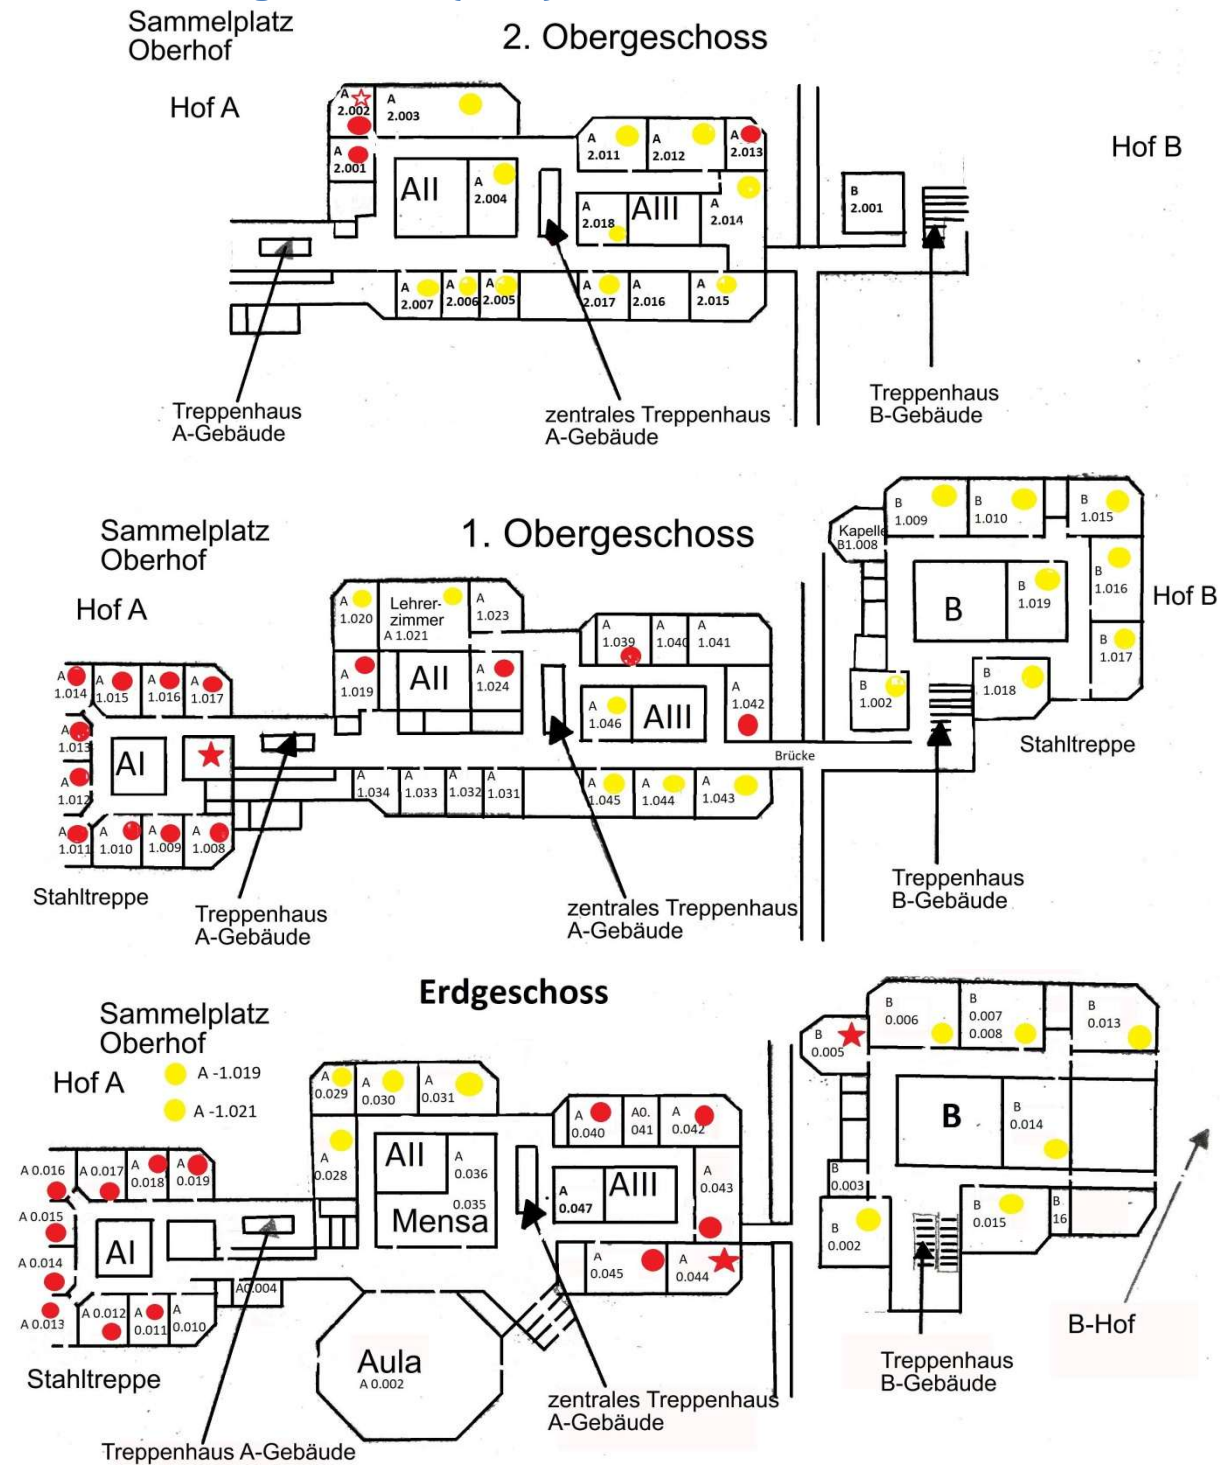 Sammelplatz
Oberhof
2. Obergeschoss
Hof A
Hof B
A
2.002
A
2.003
A
2.001
AII
A
2.004
A
2.011
A
2.012
A
2.013
A
2.018
AIII
A
2.014
B
2.001
A
2.007
A
2.006
A
2.005
A
2.017
A
2.016
A
2.015
Treppenhaus
A-Gebäude
zentrales Treppenhaus
A-Gebäude
Treppenhaus
B-Gebäude
Sammelplatz
Oberhof
1. Obergeschoss
Hof A
Hof B
A
1.020
Lehrer-
zimmer
A 1.021
A
1.023
A
1.019
AII
A
1.024
A
1.039
A
1.040
A
1.041
A
1.042
A
1.046
AIII
Brücke
A
1.014
A
1.015
A
1.016
A
1.017
A
1.013
AI
A
1.012
A
1.011
A
1.010
A
1.009
A
1.008
A
1.034
A
1.033
A
1.032
A
1.031
A
1.045
A
1.044
A
1.043
Kapelle
B1.008
B
1.009
B
1.010
B
1.015
B
1.016
B
B
1.019
B
1.017
B
1.002
B
1.018
Stahltreppe
Stahltreppe
Treppenhaus
A-Gebäude
zentrales Treppenhaus
A-Gebäude
Treppenhaus
B-Gebäude
Erdgeschoss
Sammelplatz
Oberhof
Hof A
A -1.019
A -1.021
A
0.029
A
0.030
A
0.031
A
0.028
AII
A
0.036
0.035
Mensa
A
0.040
A0.
041
A
0.042
A
0.043
A
0.047
AIII
A
0.045
A
0.044
A 0.016
A 0.017
A
0.018
A
0.019
A 0.015
AI
A 0.014
A 0.013
A 0.012
A
0.011
A
0.010
A0.004
Aula
A 0.002
B
0.005
B
0.006
B
0.007
0.008
B
0.013
B
B
0.014
B
0.003
B
0.002
B
0.015
B
16
B-Hof
Stahltreppe
Treppenhaus A-Gebäude
zentrales Treppenhaus
A-Gebäude
Treppenhaus
B-Gebäude